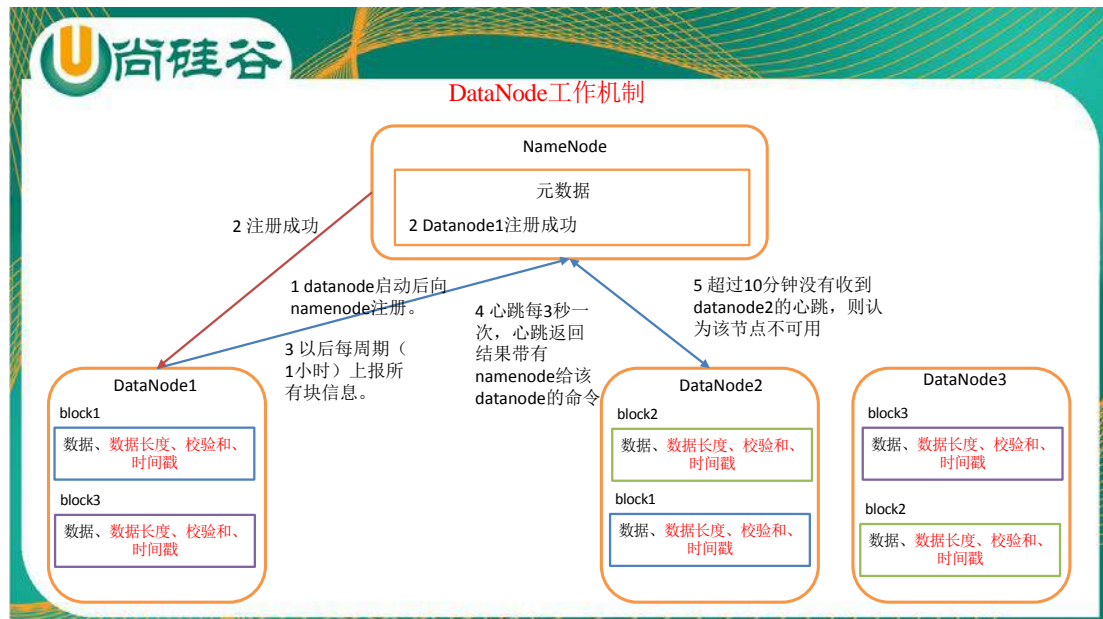 尚硅谷
DataNode工作机制
NameNode
元数据
2 Datanode1注册成功
2 注册成功
1 datanode启动后向
namenode注册。
3 以后每周期（
1小时）上报所
有块信息。
4 心跳每3秒一
次，心跳返回
结果带有
namenode给该
datanode的命令
5 超过10分钟没有收到
datanode2的心跳，则认
为该节点不可用
DataNode1
block1
数据、数据长度、校验和、
时间戳
block3
数据、数据长度、校验和、
时间戳
DataNode2
block2
数据、数据长度、校验和、
时间戳
block1
数据、数据长度、校验和、
时间戳
DataNode3
block3
数据、数据长度、校验和、
时间戳
block2
数据、数据长度、校验和、
时间戳